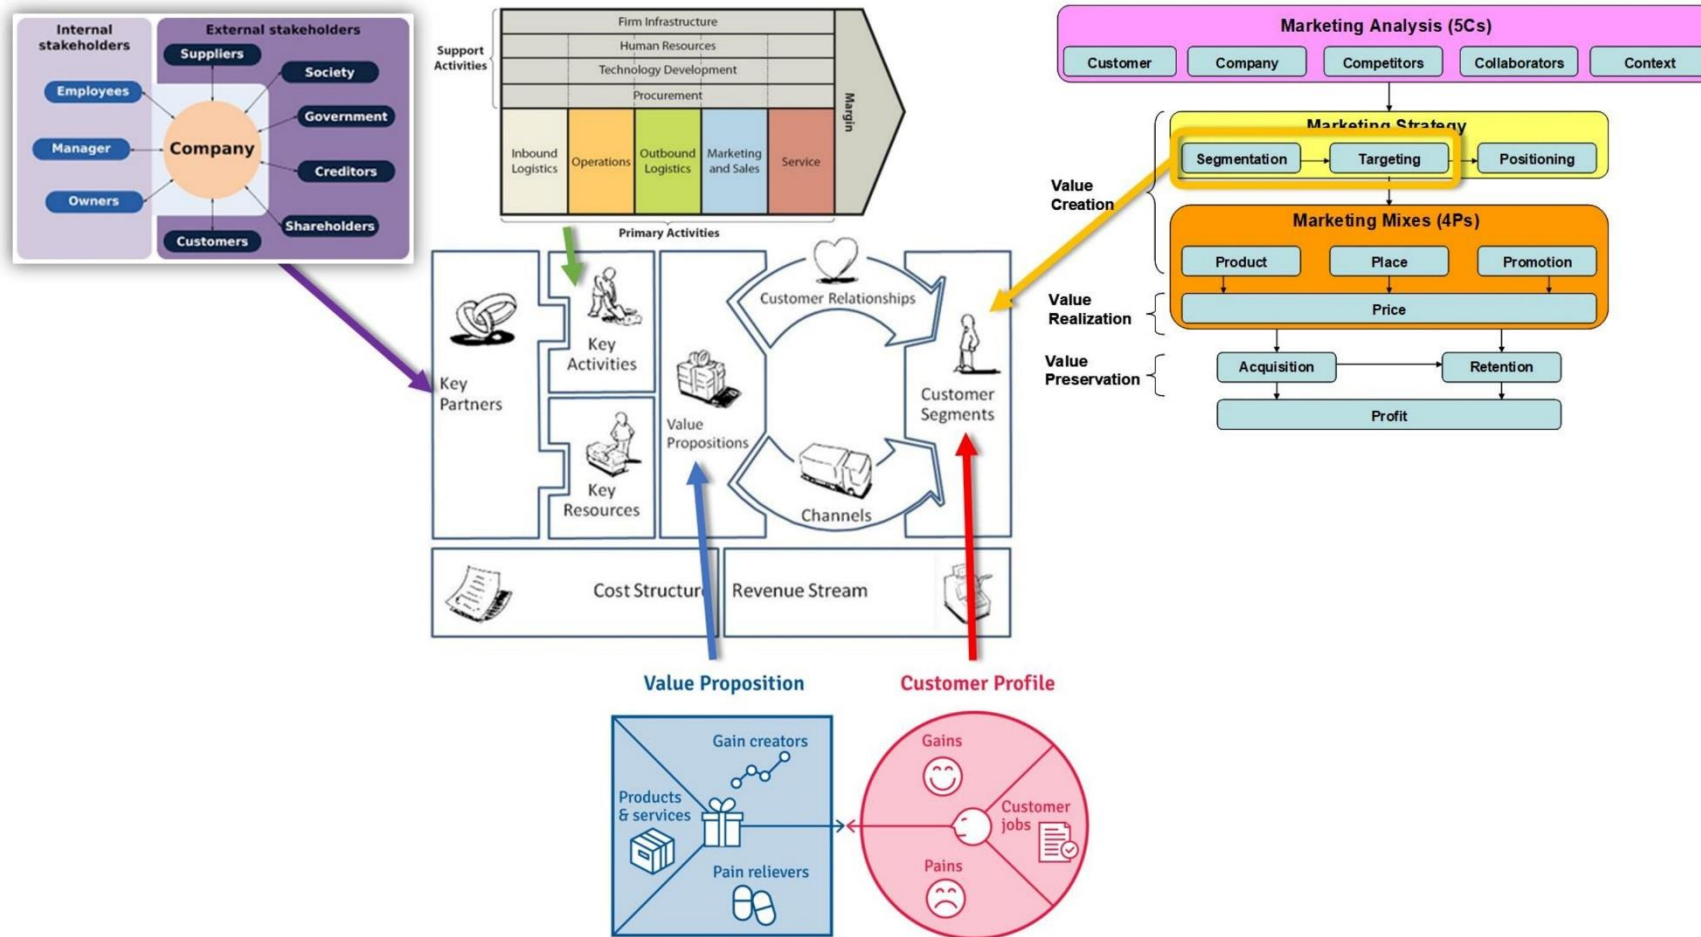 Internal
stakeholders
External stakeholders
Suppliers
Society
Employees
Government
Manager
Company
Creditors
Owners
Shareholders
Customers
Support
Activities
Firm Infrastructure
Human Resources
Technology Development
Procurement
Inbound
Logistics
Operations
Outbound
Logistics
Marketing
and Sales
Service
Margin
Primary Activities
Marketing Analysis (5Cs)
Customer
Company
Competitors
Collaborators
Context
Marketing Strategy
Segmentation
Targeting
Positioning
Value
Creation
Marketing Mixes (4Ps)
Product
Place
Promotion
Value
Realization
Price
Value
Preservation
Acquisition
Retention
Profit
Key
Partners
Key
Activities
Key
Resources
Value
Propositions
Customer Relationships
Channels
Customer
Segments
Cost Structure
Revenue Stream
Value Proposition
Gain creators
Products
& services
Pain relievers
Customer Profile
Gains
Customer
jobs
Pains